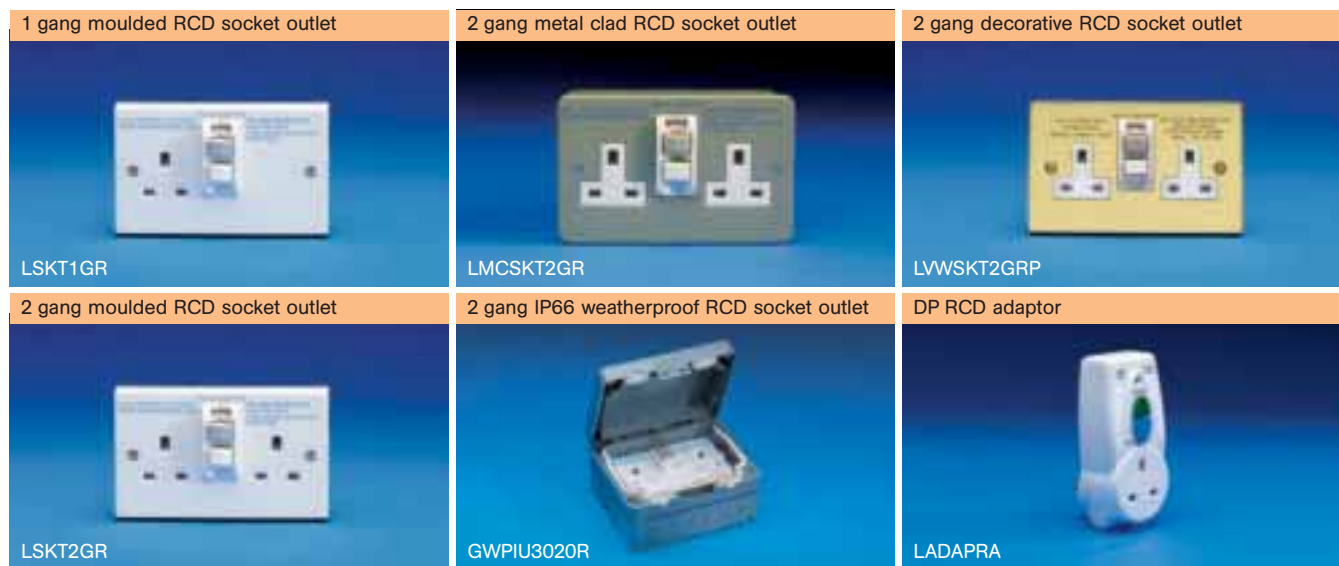 1 gang moulded RCD socket outlet
2 gang metal clad RCD socket outlet
2 gang decorative RCD socket outlet
LSKT1GR
LMCSKT2GR
LVWSKT2GRP
2 gang moulded RCD socket outlet
2 gang IP66 weatherproof RCD socket outlet
DP RCD adaptor
LSKT2GR
GWPIU3020R
LADAPRA